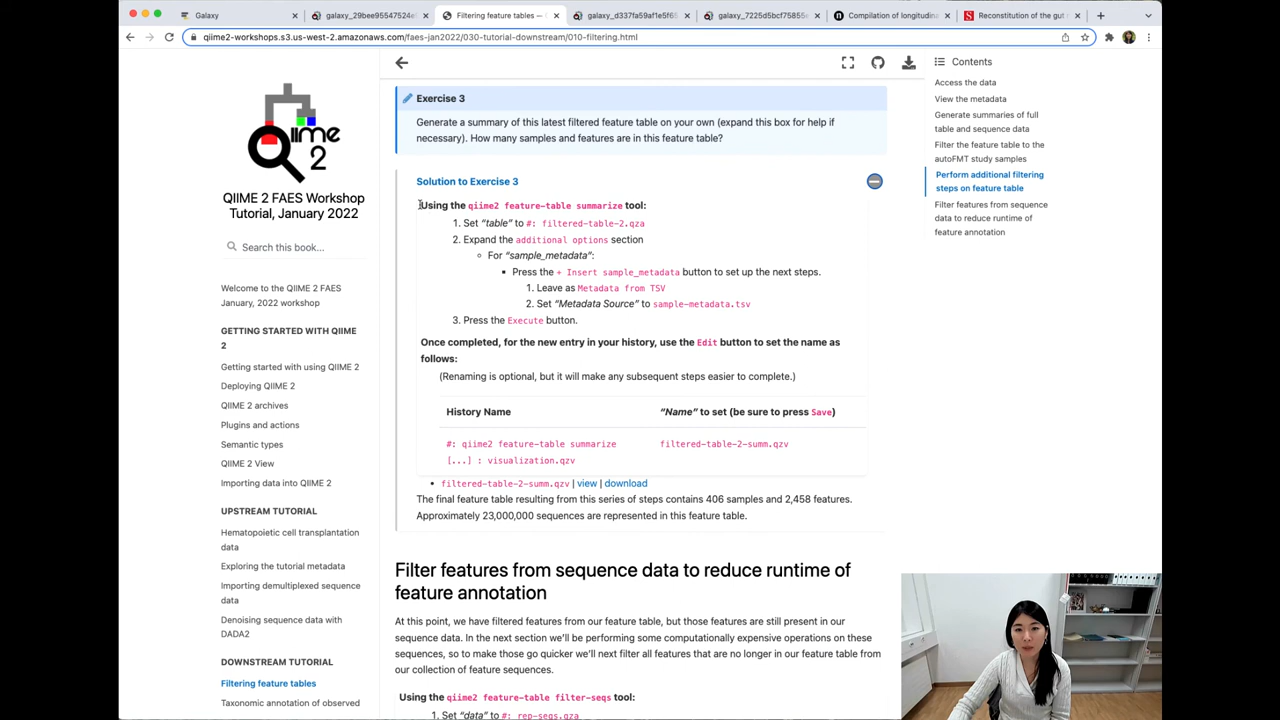 Galaxy
galaxy_29bee95547524e
Filtering feature tables —
galaxy_d337fa59af1e5f65
galaxy_7225d5bcf75855e
Compilation of longitudin
Reconstitution of the gut
qiime2-workshops.s3.us-west-2.amazonaws.com/faes-jan2022/030-tutorial-downstream/010-filtering.html
QIIME 2
QIIME 2 FAES Workshop
Tutorial, January 2022
Search this book...
Welcome to the QIIME 2 FAES
January, 2022 workshop
GETTING STARTED WITH QIIME
2
Getting started with using QIIME 2
Deploying QIIME 2
QIIME 2 archives
Plugins and actions
Semantic types
QIIME 2 View
Importing data into QIIME 2
UPSTREAM TUTORIAL
Hematopoietic cell transplantation
data
Exploring the tutorial metadata
Importing demultiplexed sequence
data
Denoising sequence data with
DADA2
DOWNSTREAM TUTORIAL
Filtering feature tables
Taxonomic annotation of observed
Exercise 3
Generate a summary of this latest filtered feature table on your own (expand this box for help if
necessary). How many samples and features are in this feature table?
Solution to Exercise 3
Using the qiime2 feature-table summarize tool:
1. Set “table” to #: filtered-table-2.qza
2. Expand the additional options section
For “sample_metadata”:
Press the + Insert sample_metadata button to set up the next steps.
1. Leave as Metadata from TSV
2. Set “Metadata Source” to sample-metadata.tsv
3. Press the Execute button.
Once completed, for the new entry in your history, use the Edit button to set the name as
follows:
(Renaming is optional, but it will make any subsequent steps easier to complete.)
History Name “Name” to set (be sure to press Save)
#: qiime2 feature-table summarize filtered-table-2-summ.qzv
[...] : visualization.qzv
filtered-table-2-summ.qzv | view | download
The final feature table resulting from this series of steps contains 406 samples and 2,458 features.
Approximately 23,000,000 sequences are represented in this feature table.
Filter features from sequence data to reduce runtime of
feature annotation
At this point, we have filtered features from our feature table, but those features are still present in our
sequence data. In the next section we’ll be performing some computationally expensive operations on these
sequences, so to make those go quicker we’ll next filter all features that are no longer in our feature table from
our collection of feature sequences.
Using the qiime2 feature-table filter-seqs tool:
1. Set “data” to #: rep-seqs.qza
Contents
Access the data
View the metadata
Generate summaries of full
table and sequence data
Filter the feature table to the
autoFMT study samples
Perform additional filtering
steps on feature table
Filter features from sequence
data to reduce runtime of
feature annotation